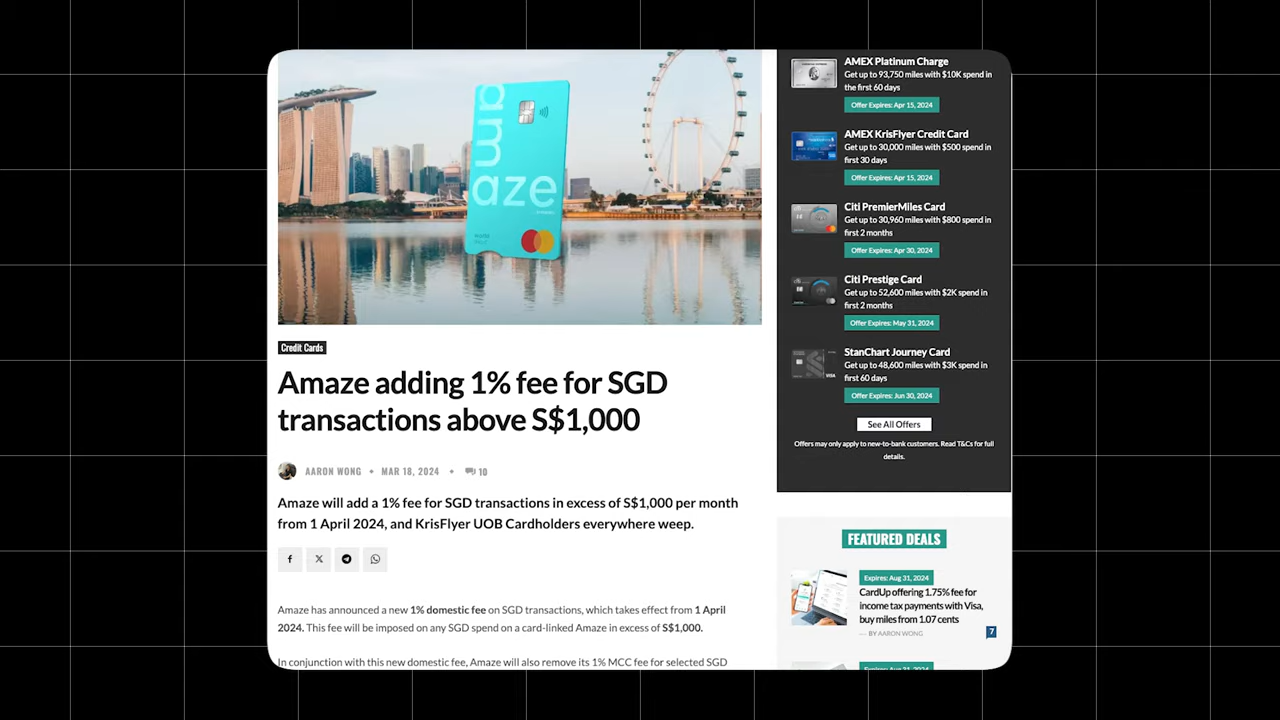 amaze
Credit Cards
Amaze adding 1% fee for SGD
transactions above S$1,000
AARON WONG • MAR 18, 2024 • 10
Amaze will add a 1% fee for SGD transactions in excess of S$1,000 per month
from 1 April 2024, and KrisFlyer UOB Cardholders everywhere weep.
Amaze has announced a new 1% domestic fee on SGD transactions, which takes effect from 1 April
2024. This fee will be imposed on any SGD spend on a card-linked Amaze in excess of S$1,000.
In conjunction with this new domestic fee, Amaze will also remove its 1% MCC fee for selected SGD
AMEX Platinum Charge
Get up to 93,750 miles with $10K spend in
the first 60 days
Offer Expires: Apr 15, 2024
AMEX KrisFlyer Credit Card
Get up to 30,000 miles with $500 spend in
first 30 days
Offer Expires: Apr 15, 2024
Citi PremierMiles Card
Get up to 30,960 miles with $800 spend in
first 2 months
Offer Expires: Apr 30, 2024
Citi Prestige Card
Get up to 52,600 miles with $2K spend in
first 2 months
Offer Expires: May 31, 2024
StanChart Journey Card
Get up to 48,600 miles with $3K spend in
first 60 days
Offer Expires: Jun 30, 2024
See All Offers
Offers may only apply to new-to-bank customers. Read T&Cs for full
details.
FEATURED DEALS
Expires: Aug 31, 2024
CardUp offering 1.75% fee for
income tax payments with Visa,
buy miles from 1.07 cents
— BY AARON WONG
7
Expires: Aug 31, 2024